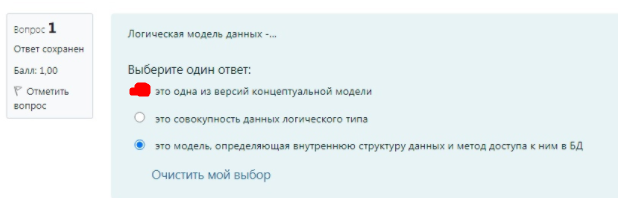 Вопрос 1
Ответ сохранен
Балл: 1,00
Отметить
вопрос
Логическая модель данных -...
Выберите один ответ:
это одна из версий концептуальной модели
это совокупность данных логического типа
это модель, определяющая внутреннюю структуру данных и метод доступа к ним в БД
Очистить мой выбор